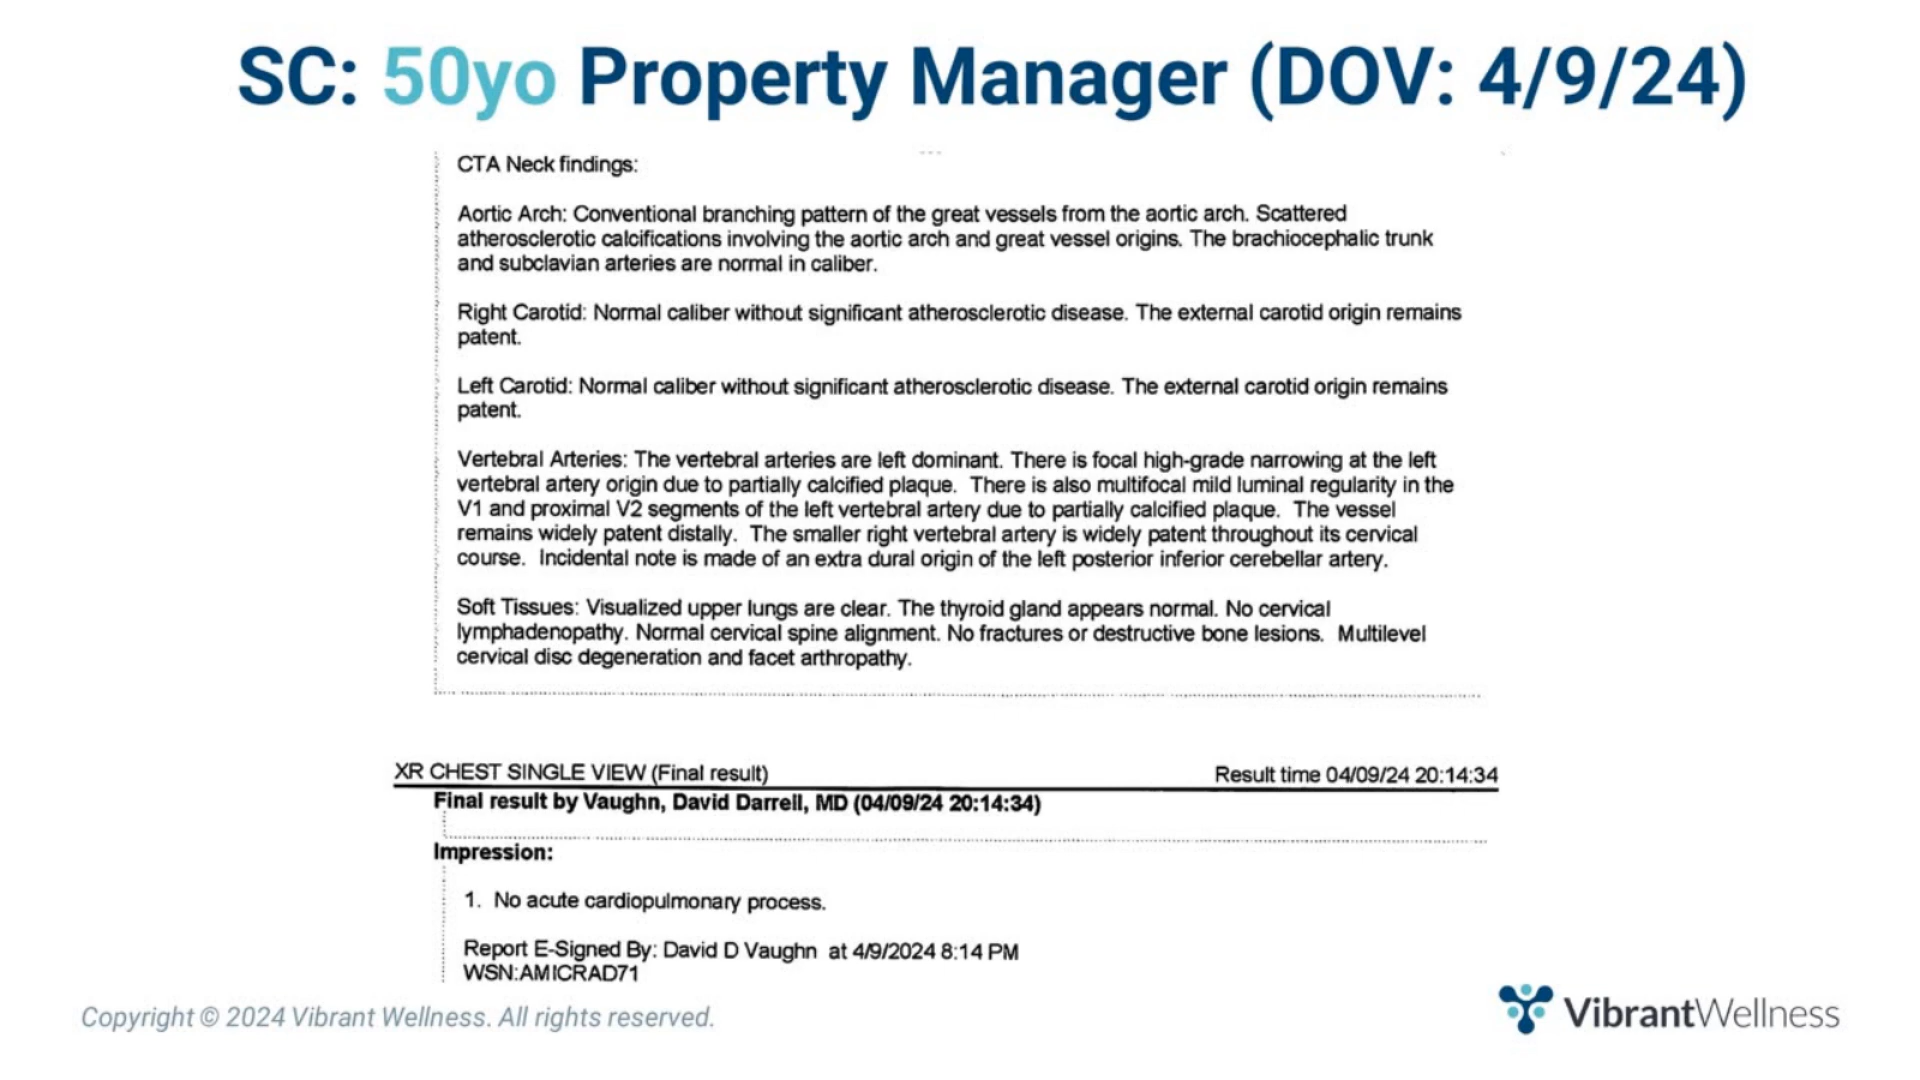 SC: 50yo Property Manager (DOV: 4/9/24)
CTA Neck findings:
Aortic Arch: Conventional branching pattern of the great vessels from the aortic arch. Scattered
atherosclerotic calcifications involving the aortic arch and great vessel origins. The brachiocephalic trunk
and subclavian arteries are normal in caliber.
Right Carotid: Normal caliber without significant atherosclerotic disease. The external carotid origin remains
patent.
Left Carotid: Normal caliber without significant atherosclerotic disease. The external carotid origin remains
patent.
Vertebral Arteries: The vertebral arteries are left dominant. There is focal high-grade narrowing at the left
vertebral artery origin due to partially calcified plaque. There is also multifocal mild luminal regularity in the
V1 and proximal V2 segments of the left vertebral artery due to partially calcified plaque. The vessel
remains widely patent distally. The smaller right vertebral artery is widely patent throughout its cervical
course. Incidental note is made of an extra dural origin of the left posterior inferior cerebellar artery.
Soft Tissues: Visualized upper lungs are clear. The thyroid gland appears normal. No cervical
lymphadenopathy. Normal cervical spine alignment. No fractures or destructive bone lesions. Multilevel
cervical disc degeneration and facet arthropathy.
XR CHEST SINGLE VIEW (Final result) Result time 04/09/24 20:14:34
Final result by Vaughn, David Darrell, MD (04/09/24 20:14:34)
Impression:
1. No acute cardiopulmonary process.
Report E-Signed By: David D Vaughn at 4/9/2024 8:14 PM
WSN:AMICRAD71
Copyright © 2024 Vibrant Wellness. All rights reserved.
VibrantWellness